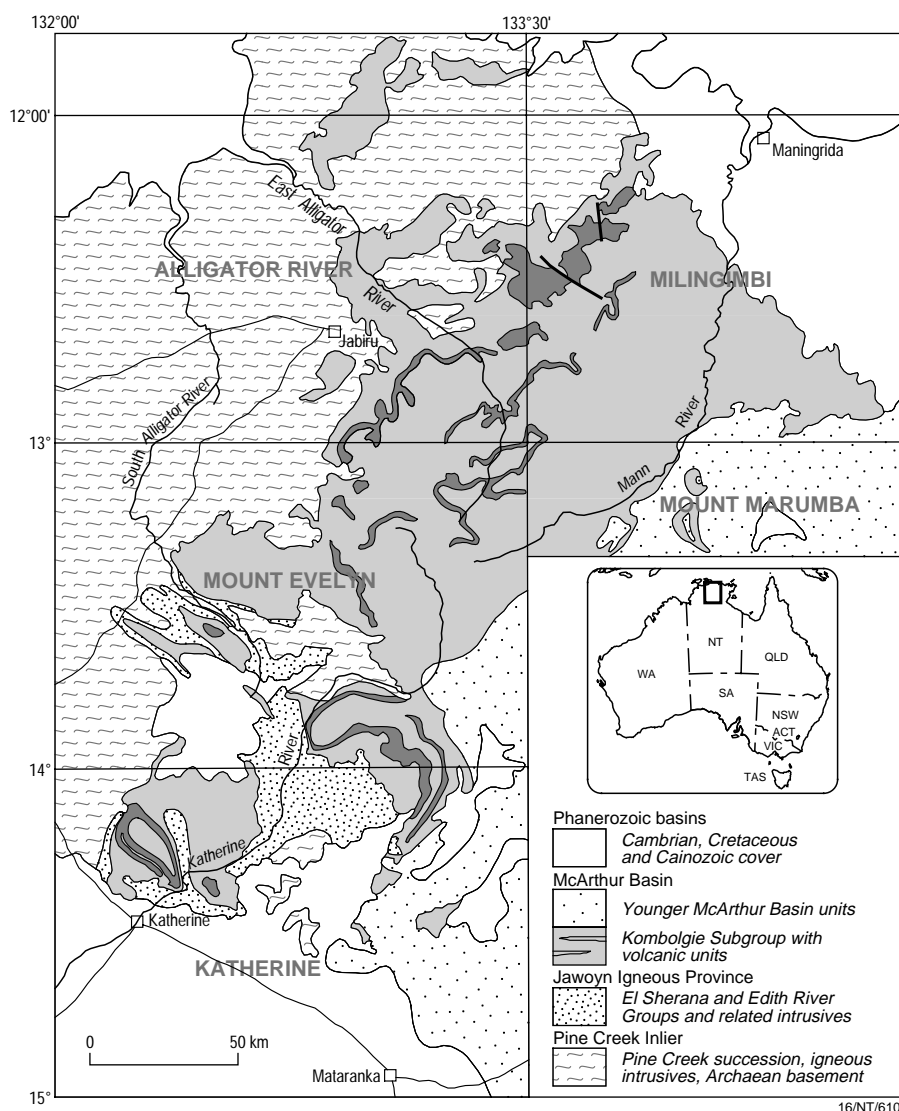 132°00'
133°30'
12°00'
Maningrida
East Alligator
ALLIGATOR RIVER
River
MILINGIMBI
Jabiru
South Alligator River
River
13°
Mann
MOUNT MARUMBA
MOUNT EVELYN
NT
QLD
WA
SA
NSW
ACT
VIC
TAS
River
14°
Katherine
Katherine
KATHERINE
Phanerozoic basins
Cambrian, Cretaceous
and Cainozoic cover
McArthur Basin
Younger McArthur Basin units
Kombolgie Subgroup with
volcanic units
Jawoyn Igneous Province
El Sherana and Edith River
Groups and related intrusives
Pine Creek Inlier
Pine Creek succession, igneous
intrusives, Archaean basement
0
50 km
Mataranka
15°
16/NT/610